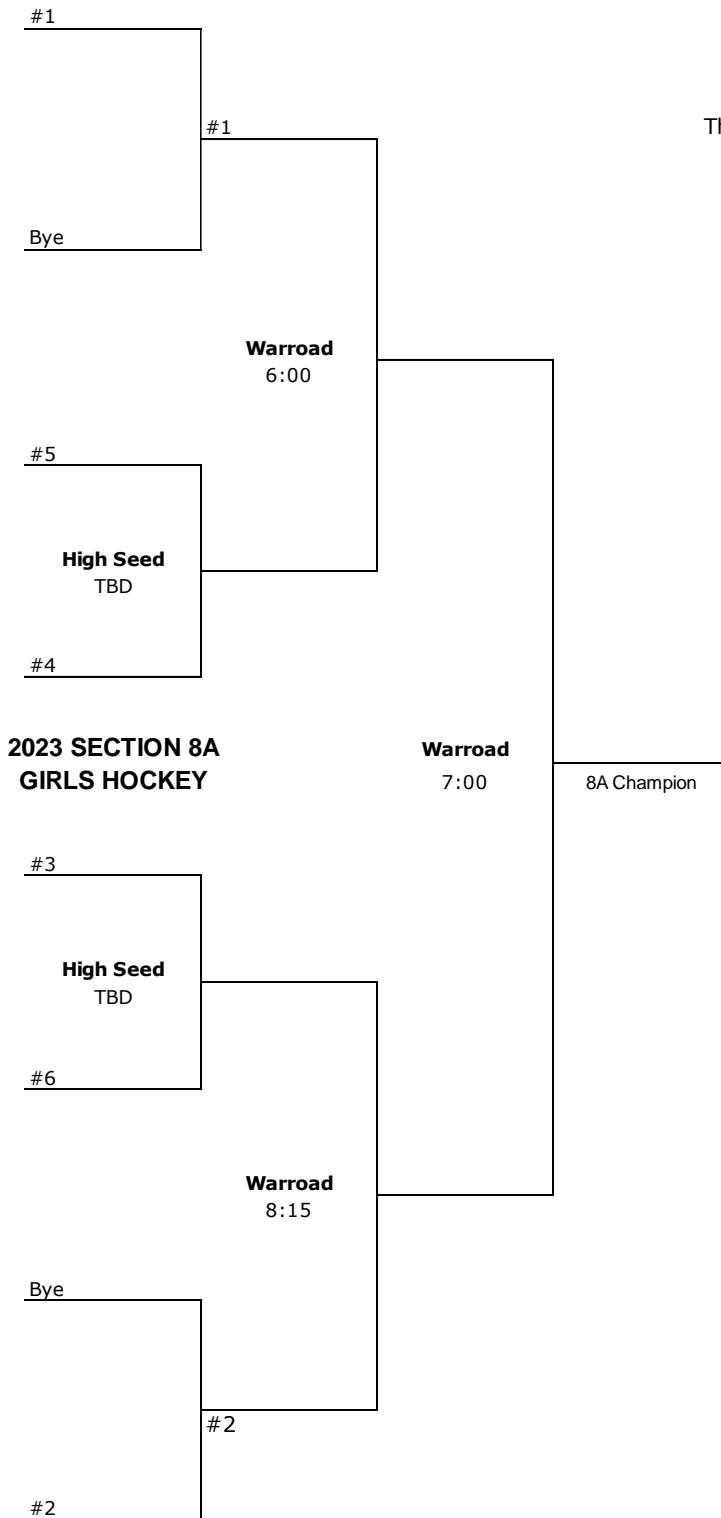 #1
#1
Bye
Warroad
6:00
#5
High Seed
TBD
#4
2023 SECTION 8A
GIRLS HOCKEY
Warroad
7:00
8A Champion
#3
High Seed
TBD
#6
Warroad
8:15
Bye
#2
#2